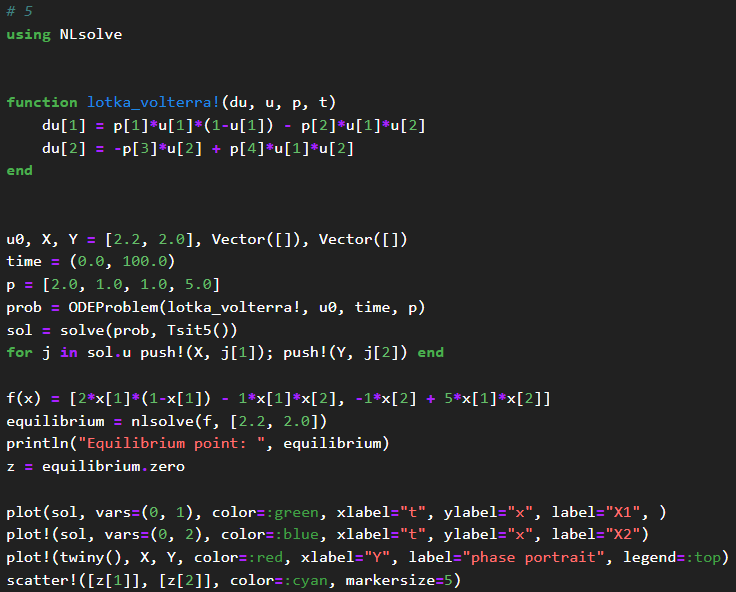 # 5
using NLsolve
function lotka_volterra!(du, u, p, t)
    du[1] = p[1]*u[1]*(1-u[1]) - p[2]*u[1]*u[2]
    du[2] = -p[3]*u[2] + p[4]*u[1]*u[2]
end
u0, X, Y = [2.2, 2.0], Vector([]), Vector([])
time = (0.0, 100.0)
p = [2.0, 1.0, 1.0, 5.0]
prob = ODEProblem(lotka_volterra!, u0, time, p)
sol = solve(prob, Tsit5())
for j in sol.u push!(X, j[1]); push!(Y, j[2]) end
f(x) = [2*x[1]*(1-x[1]) - 1*x[1]*x[2], -1*x[2] + 5*x[1]*x[2]]
equilibrium = nlsolve(f, [2.2, 2.0])
println("Equilibrium point: ", equilibrium)
z = equilibrium.zero
plot(sol, vars=(0, 1), color=:green, xlabel="t", ylabel="x", label="X1", )
plot!(sol, vars=(0, 2), color=:blue, xlabel="t", ylabel="x", label="X2")
plot!(twiny(), X, Y, color=:red, xlabel="Y", label="phase portrait", legend=:top)
scatter!([z[1]], [z[2]], color=:cyan, markersize=5)